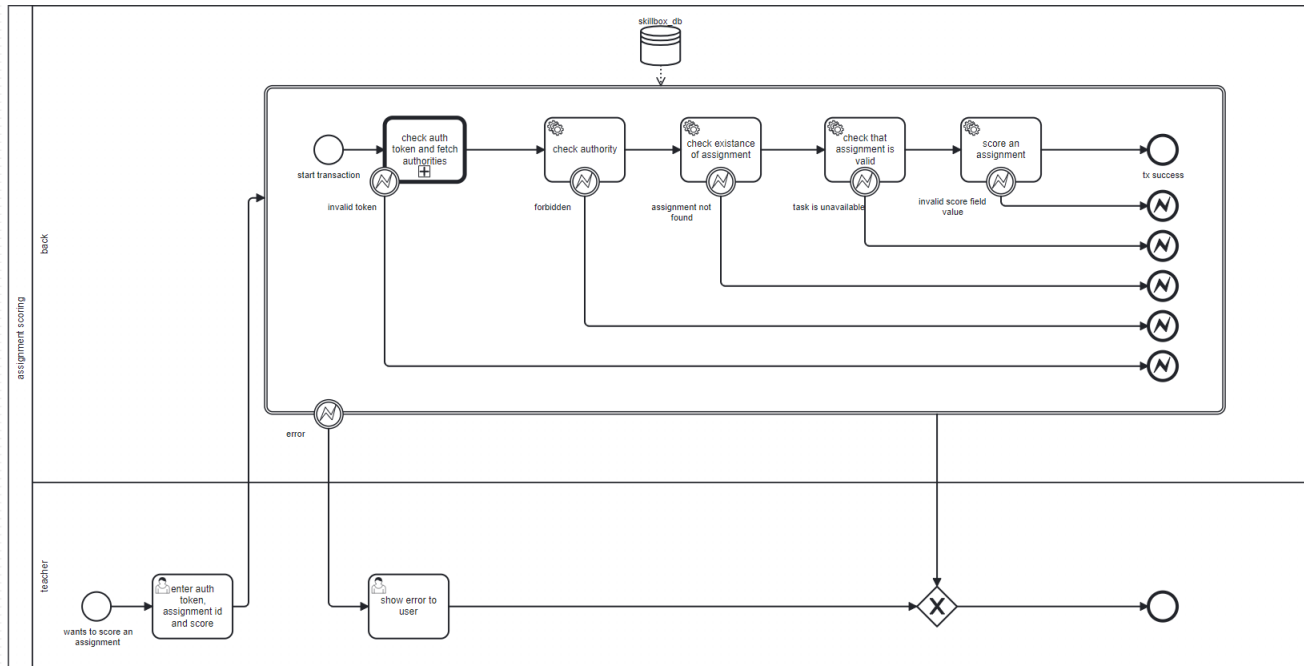 skillbox_db
assignment scoring
back
start transaction
check auth
token and fetch
authorities
invalid token
check authority
forbidden
check existance
of assignment
assignment not
found
check that
assignment is
valid
task is unavailable
score an
assignment
invalid score field
value
tx success
error
teacher
wants to score an
assignment
enter auth
token,
assignment id
and score
show error to
user